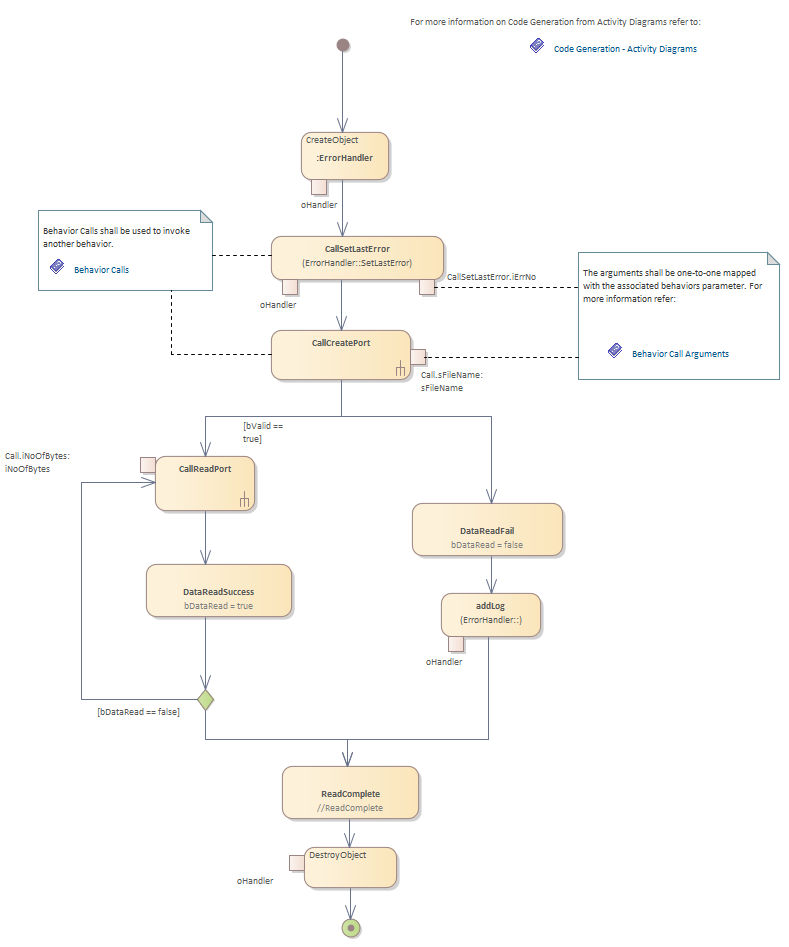 For more information on Code Generation from Activity Diagrams refer to:
Code Generation - Activity Diagrams
CreateObject
:ErrorHandler
oHandler
Behavior Calls shall be used to invoke
another behavior.
Behavior Calls
CallSetLastError
(ErrorHandler::SetLastError)
oHandler
CallSetLastError.iErrNo
The arguments shall be one-to-one mapped
with the associated behaviors parameter. For
more information refer:
Behavior Call Arguments
CallCreatePort
Call.sFileName:
sFileName
[bValid ==
true]
Call.iNoOfBytes:
iNoOfBytes
CallReadPort
DataReadFail
bDataRead = false
DataReadSuccess
bDataRead = true
addLog
(ErrorHandler::)
oHandler
[bDataRead == false]
ReadComplete
//ReadComplete
DestroyObject
oHandler